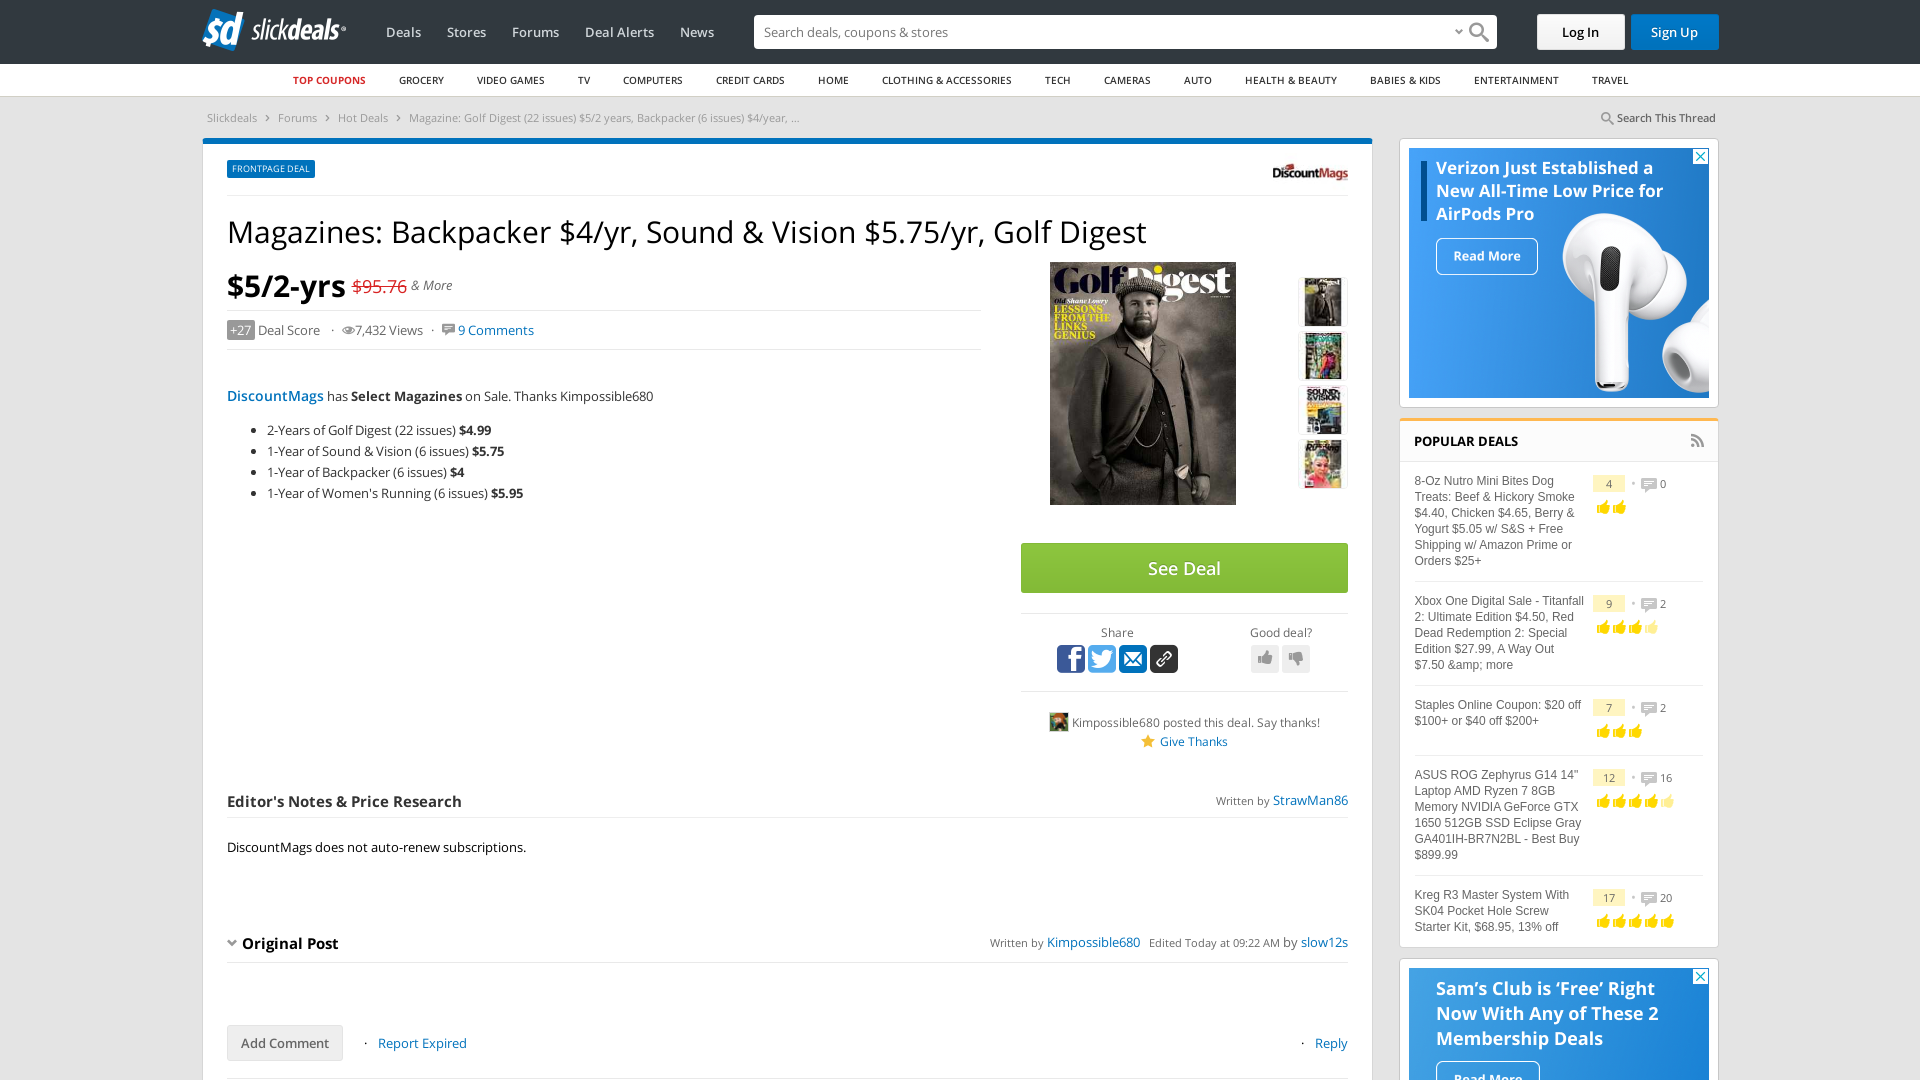 sd slickdeals
Deals
Stores
Forums
Deal Alerts
News
Search deals, coupons & stores
Log In
Sign Up
TOP COUPONS
GROCERY
VIDEO GAMES
TV
COMPUTERS
CREDIT CARDS
HOME
CLOTHING & ACCESSORIES
TECH
CAMERAS
AUTO
HEALTH & BEAUTY
BABIES & KIDS
ENTERTAINMENT
TRAVEL
Slickdeals › Forums › Hot Deals › Magazine: Golf Digest (22 issues) $5/2 years, Backpacker (6 issues) $4/year, ...
Search This Thread
FRONTPAGE DEAL
DiscountMags
Magazines: Backpacker $4/yr, Sound & Vision $5.75/yr, Golf Digest
$5/2-yrs $95.76 & More
+27 Deal Score · 7,432 Views · 9 Comments
DiscountMags has Select Magazines on Sale. Thanks Kimpossible680
2-Years of Golf Digest (22 issues) $4.99
1-Year of Sound & Vision (6 issues) $5.75
1-Year of Backpacker (6 issues) $4
1-Year of Women's Running (6 issues) $5.95
Golf Digest
Old Shane Lowry
LESSONS
FROM THE
LINKS
GENIUS
SOUND
&VISION
See Deal
Share
Good deal?
Kimpossible680 posted this deal. Say thanks!
Give Thanks
Editor's Notes & Price Research
Written by StrawMan86
DiscountMags does not auto-renew subscriptions.
Original Post
Written by Kimpossible680 Edited Today at 09:22 AM by slow12s
Add Comment
· Report Expired
· Reply
Verizon Just Established a
New All-Time Low Price for
AirPods Pro
Read More
POPULAR DEALS
8-Oz Nutro Mini Bites Dog
Treats: Beef & Hickory Smoke
$4.40, Chicken $4.65, Berry &
Yogurt $5.05 w/ S&S + Free
Shipping w/ Amazon Prime or
Orders $25+
4 • 0
Xbox One Digital Sale - Titanfall
2: Ultimate Edition $4.50, Red
Dead Redemption 2: Special
Edition $27.99, A Way Out
$7.50 &amp; more
9 • 2
Staples Online Coupon: $20 off
$100+ or $40 off $200+
7 • 2
ASUS ROG Zephyrus G14 14"
Laptop AMD Ryzen 7 8GB
Memory NVIDIA GeForce GTX
1650 512GB SSD Eclipse Gray
GA401IH-BR7N2BL - Best Buy
$899.99
12 • 16
Kreg R3 Master System With
SK04 Pocket Hole Screw
Starter Kit, $68.95, 13% off
17 • 20
Sam's Club is 'Free' Right
Now With Any of These 2
Membership Deals
Read More